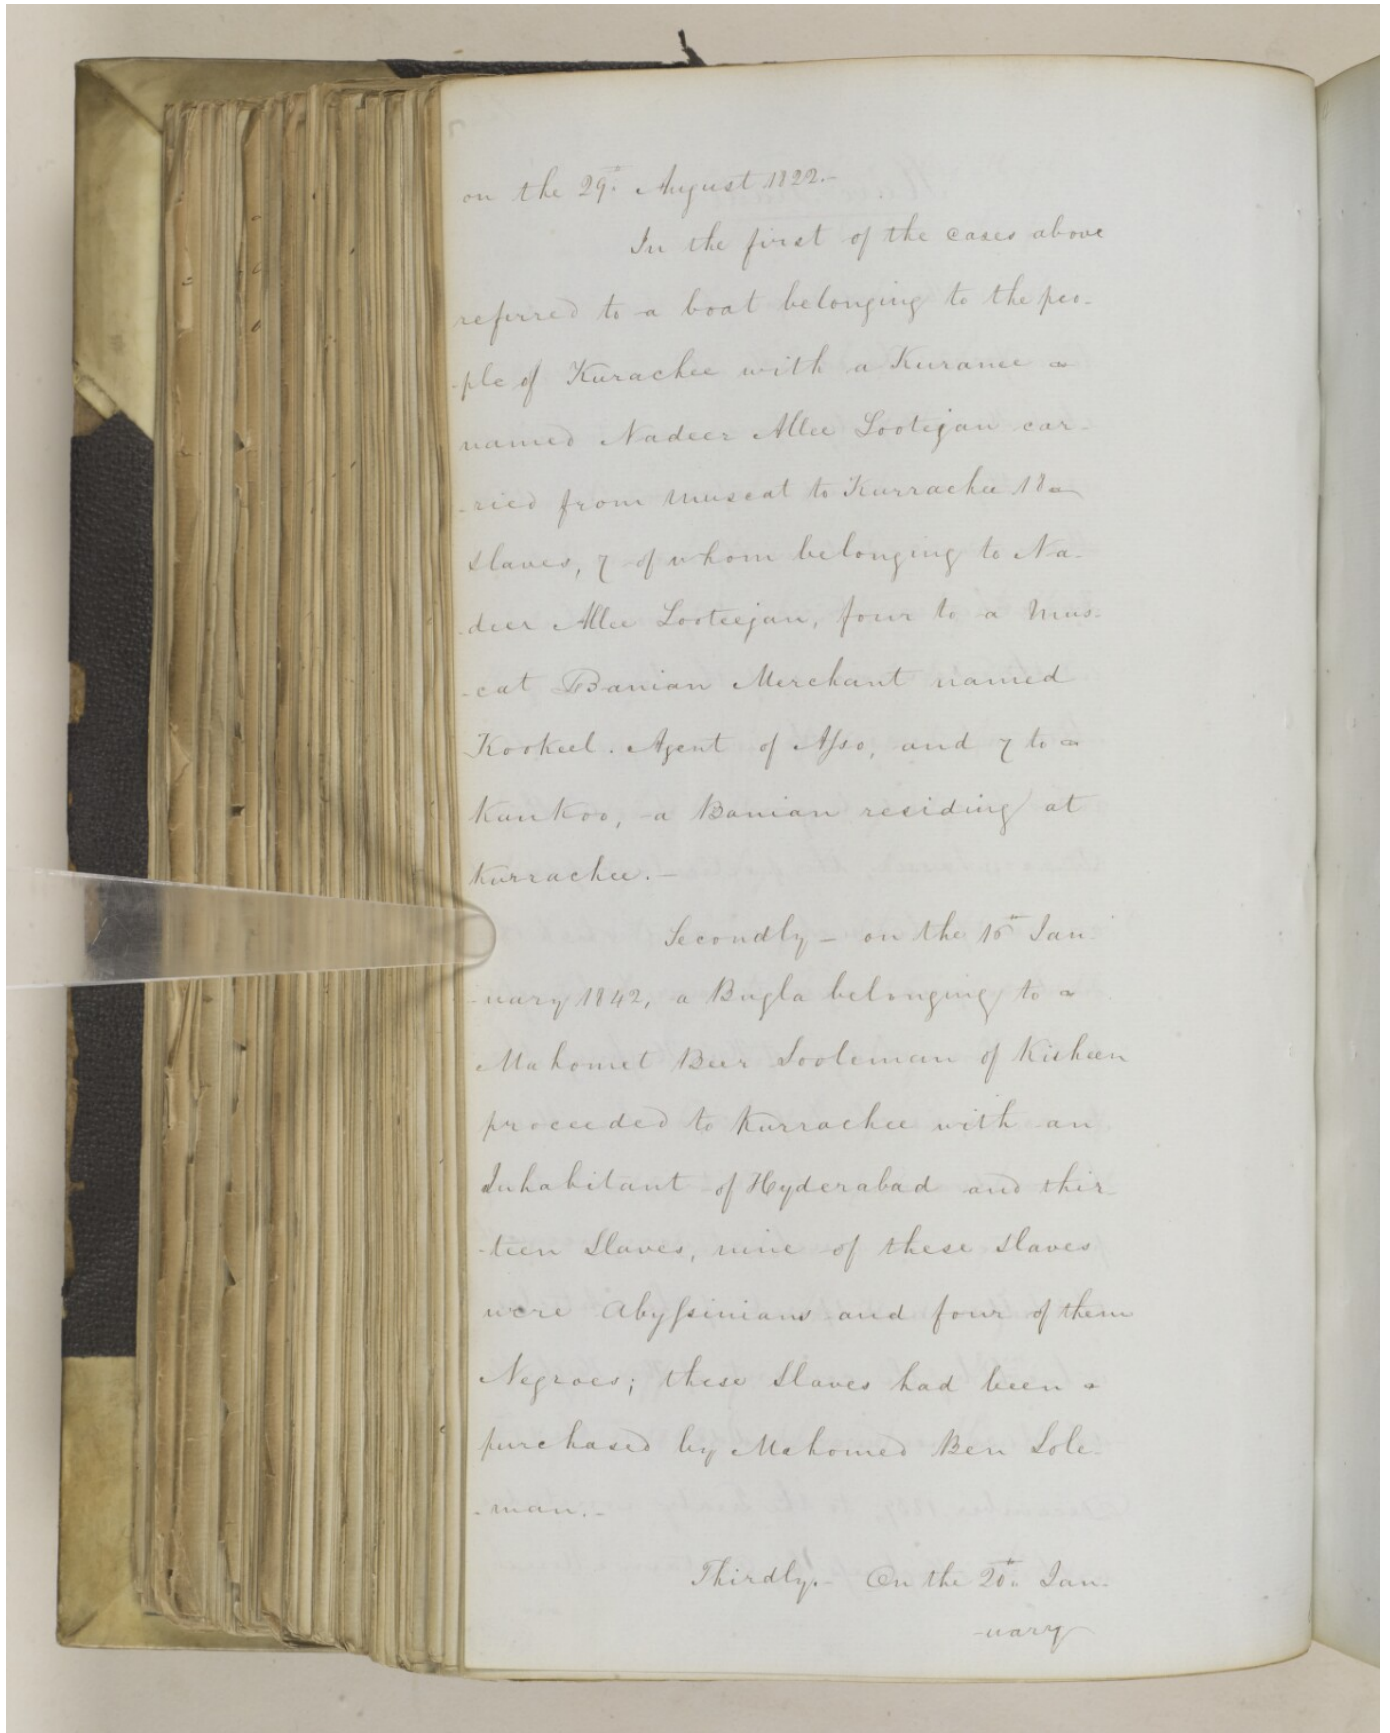 on the 29th. August 1822.-
In the first of the cases above
referred to a boat belonging to the peo-
-ple of Kurachee with a Kuranee
named Nadeer Allee Lootejan car-
-ried from Muscat to Kurrachee 18
Slaves, 7 of whom belonging to Na-
-deer Allee Looteejan, four to a Mus-
-cat Banian Merchant named
Kookeel. Agent of Asso, and 7 to
Kankoo, a Banian residing at
Kurrachee.-
Secondly - on the 16th Jan-
-uary 1842, a Bugla belonging to
Mahomet Beer Sooleman of Kisheen
proceeded to Kurrachee with an
Inhabitant of Hyderabad and thir-
-teen Slaves, nine of these Slaves
were Abyssinians and four of them
Negroes; these Slaves had been
purchased by Mahomed Ben Sole-
-man.-
Thirdly.- On the 20th. Jan-
-uary